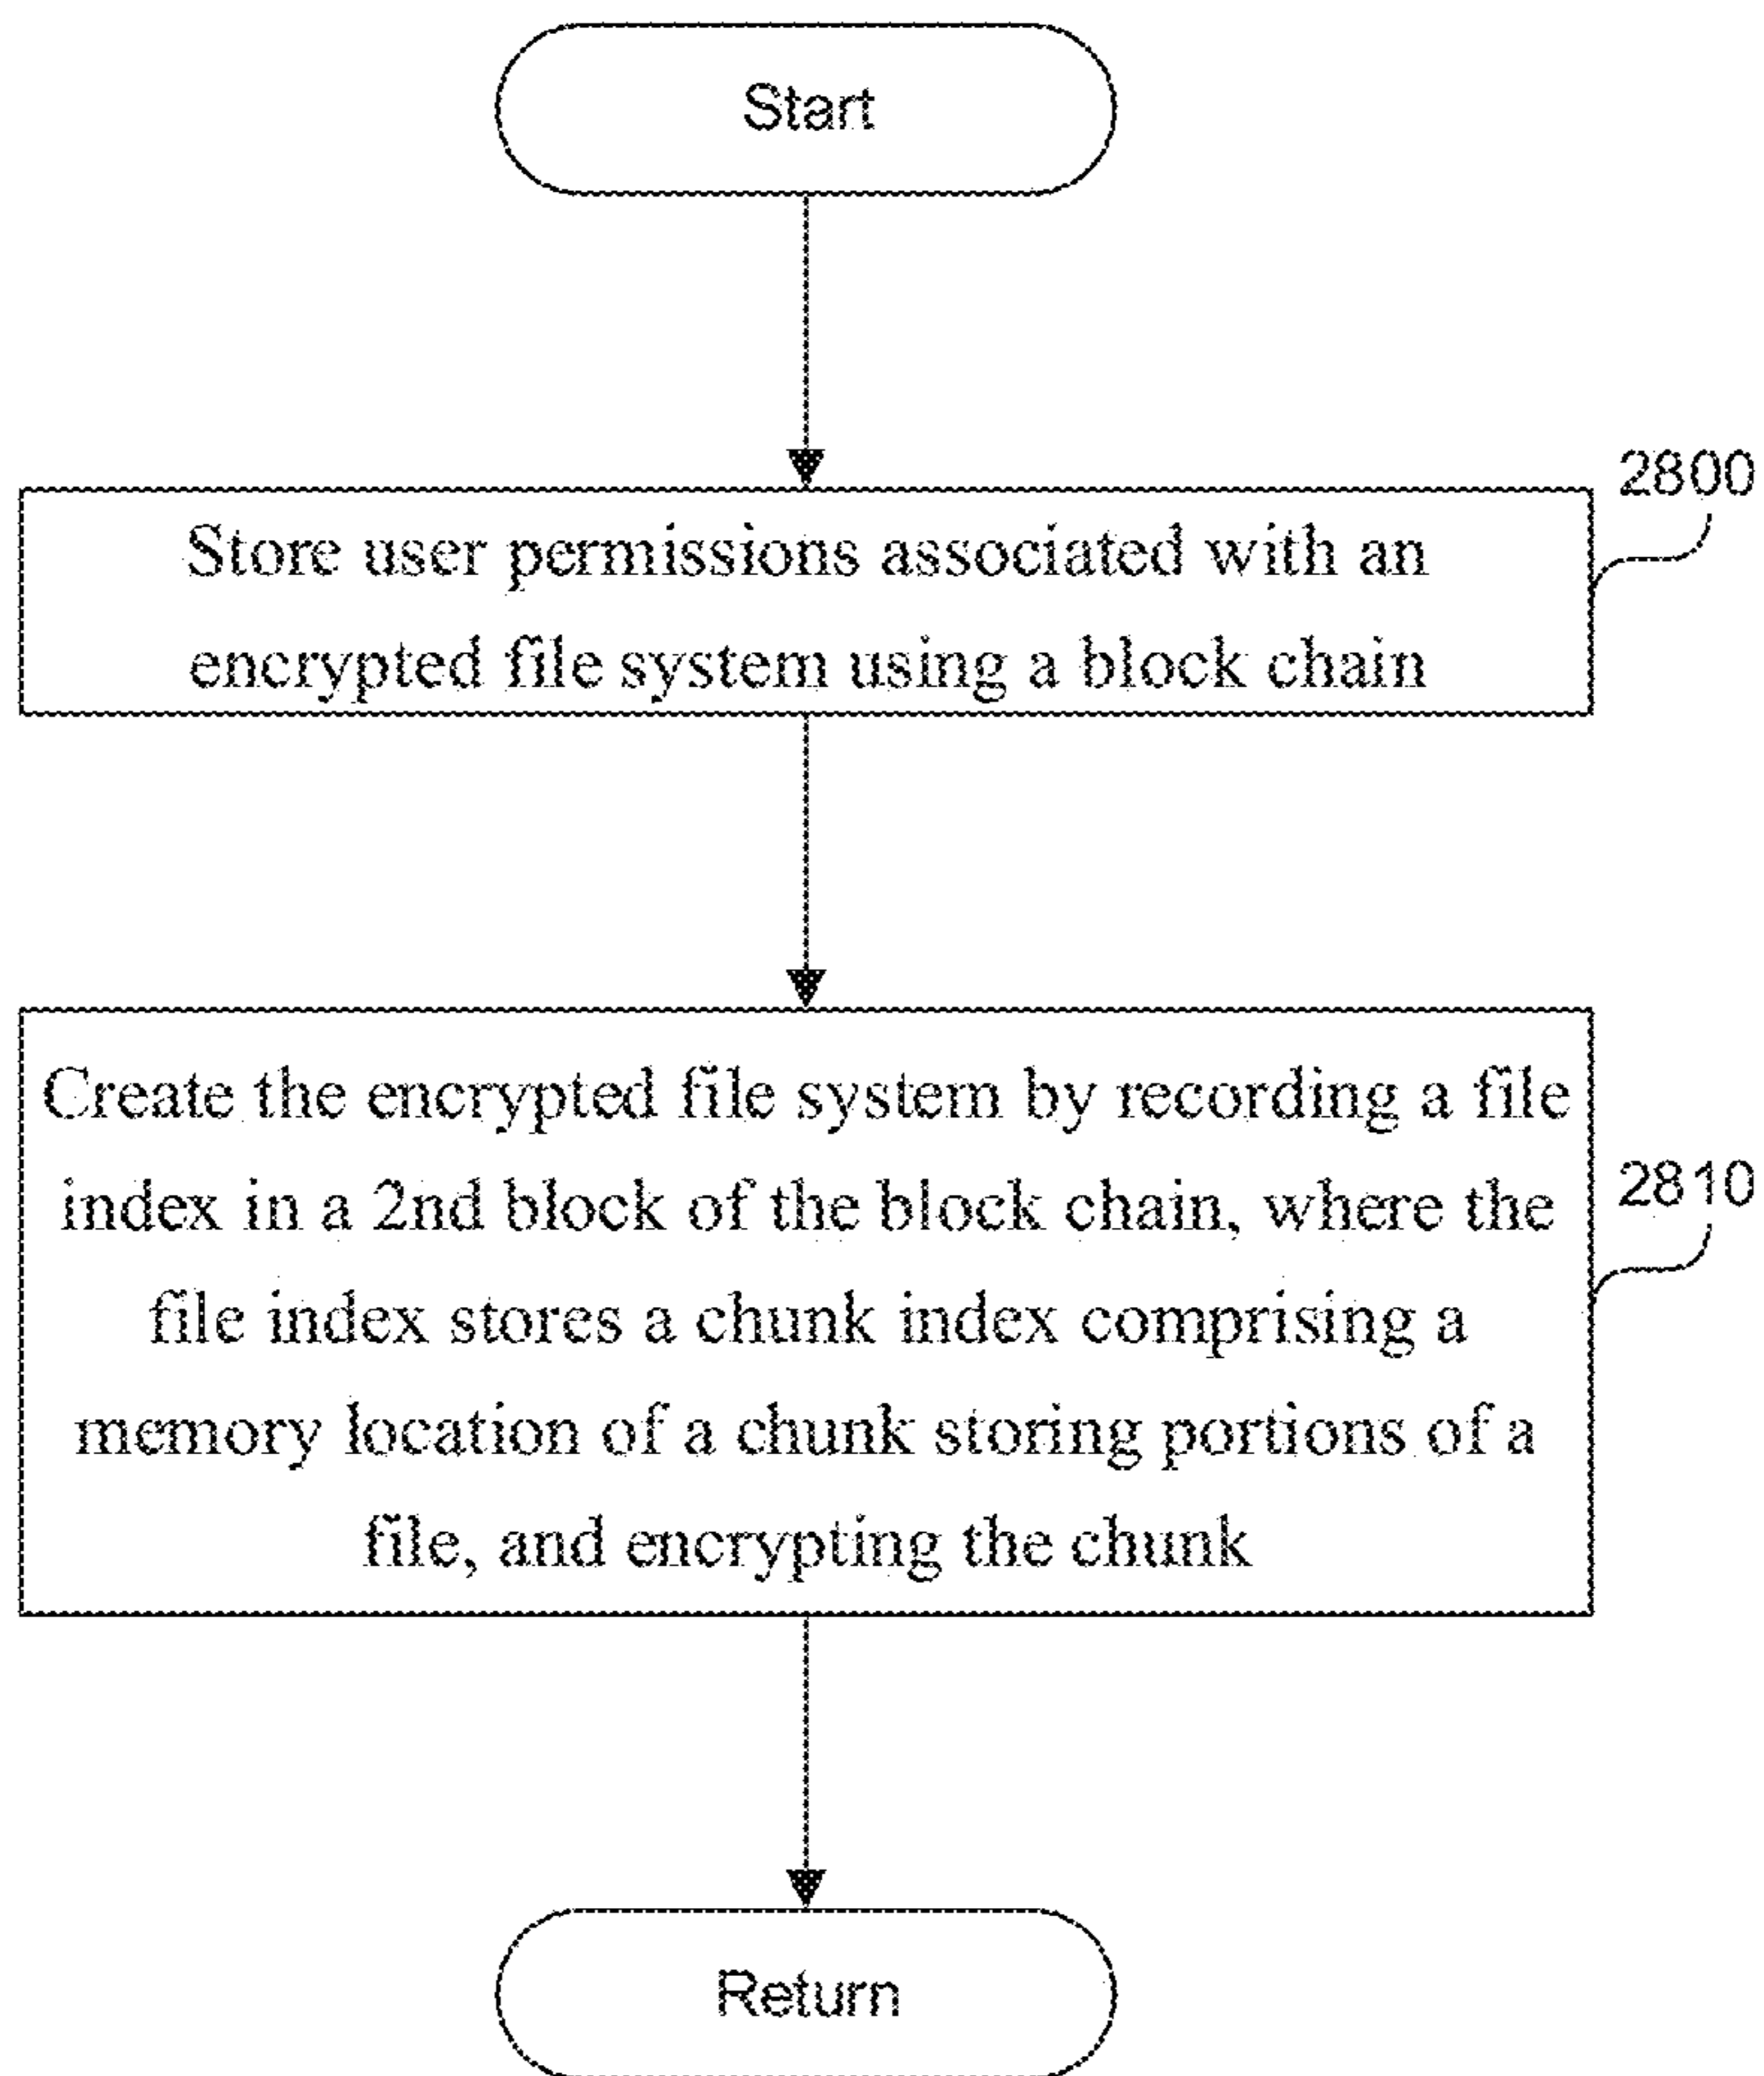 Start
2800
Store user permissions associated with an
encrypted file system using a block chain
Create the encrypted file system by recording a file
index in a 2nd block of the block chain, where the
2810
file index stores a chunk index comprising a
memory location of a chunk storing portions of a
file, and encrypting the chunk
Return